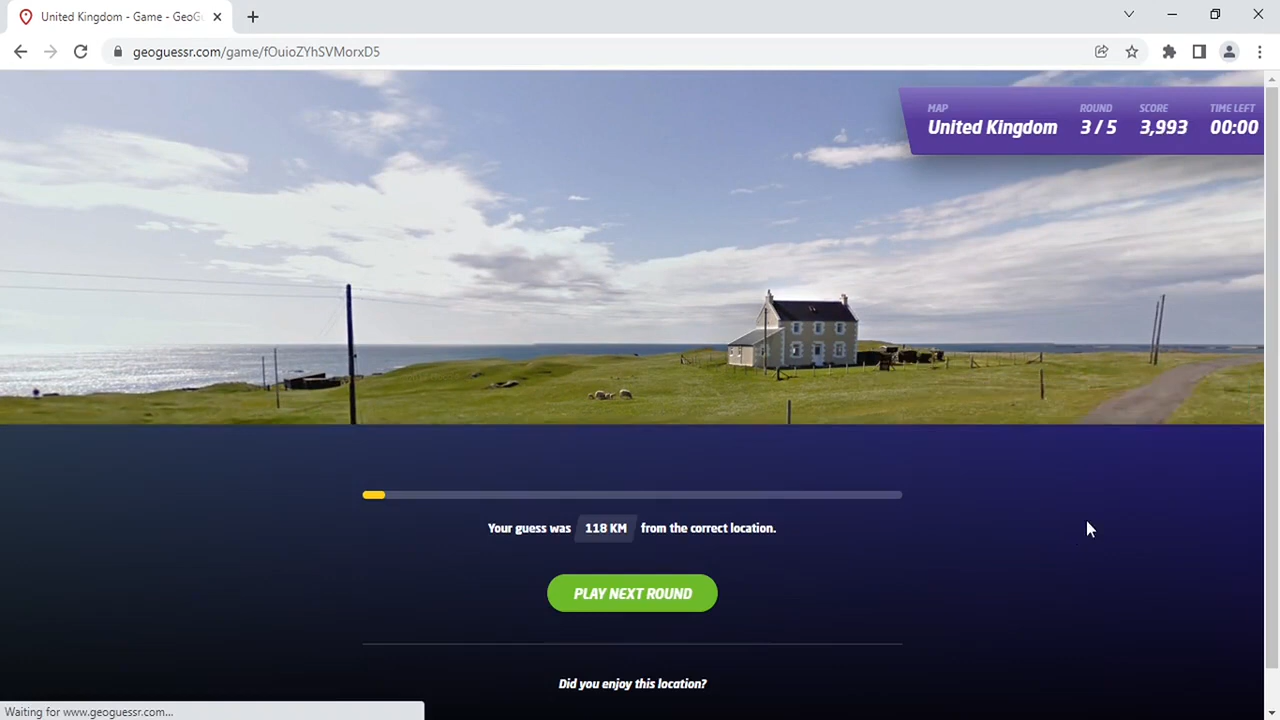 United Kingdom - Game - GeoG
geoguessr.com/game/fOuioZYhSVMorxD5
MAP
ROUND
SCORE
TIME LEFT
United Kingdom
3 / 5
3,993
00:00
Your guess was 118 KM from the correct location.
PLAY NEXT ROUND
Did you enjoy this location?
Waiting for www.geoguessr.com...